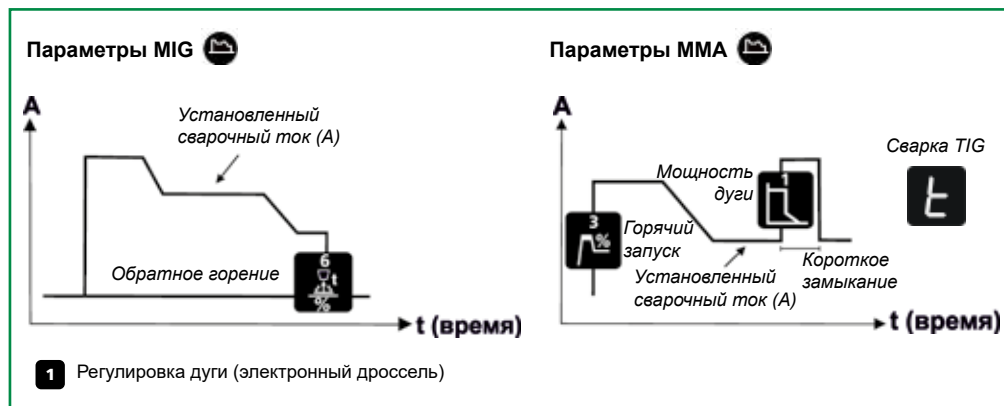 Параметры MIG
A
Установленный
сварочный ток (А)
Обратное горение
6
t
%
t (время)
1 Регулировка дуги (электронный дроссель)
Параметры MMA
A
3
%
Горячий
запуск
Мощность
дуги
1
Установленный
сварочный ток (А)
Короткое
замыкание
t (время)
Сварка TIG
t